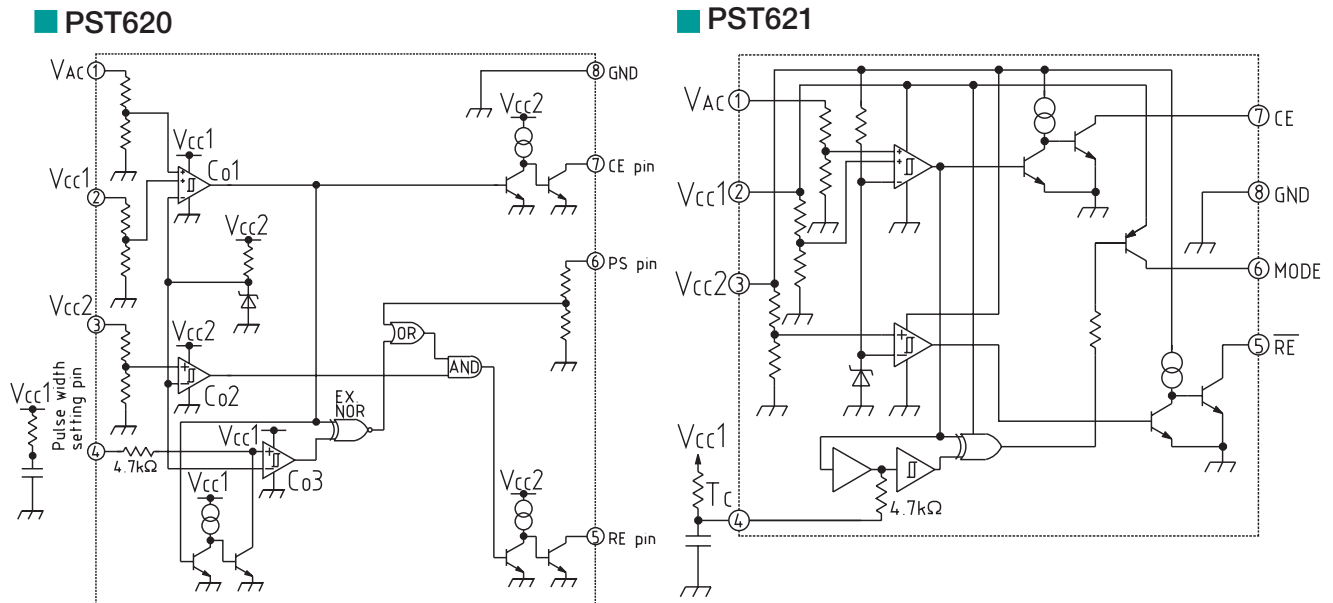 PST620
VAC
1
8
GND
Vcc1
Vcc2
Co1
7
CE pin
Vcc1
2
Vcc2
6
PS pin
Vcc2
3
Vcc2
OR
AND
Co2
Vcc1
Pulse width
setting pin
EX.
NOR
Vcc1
4
4.7kΩ
Co3
Vcc1
Vcc2
5
RE pin
PST621
VAC
1
7
CE
Vcc1
2
8
GND
6
MODE
Vcc2
3
5
RE
Vcc1
Tc
4
4.7kΩ